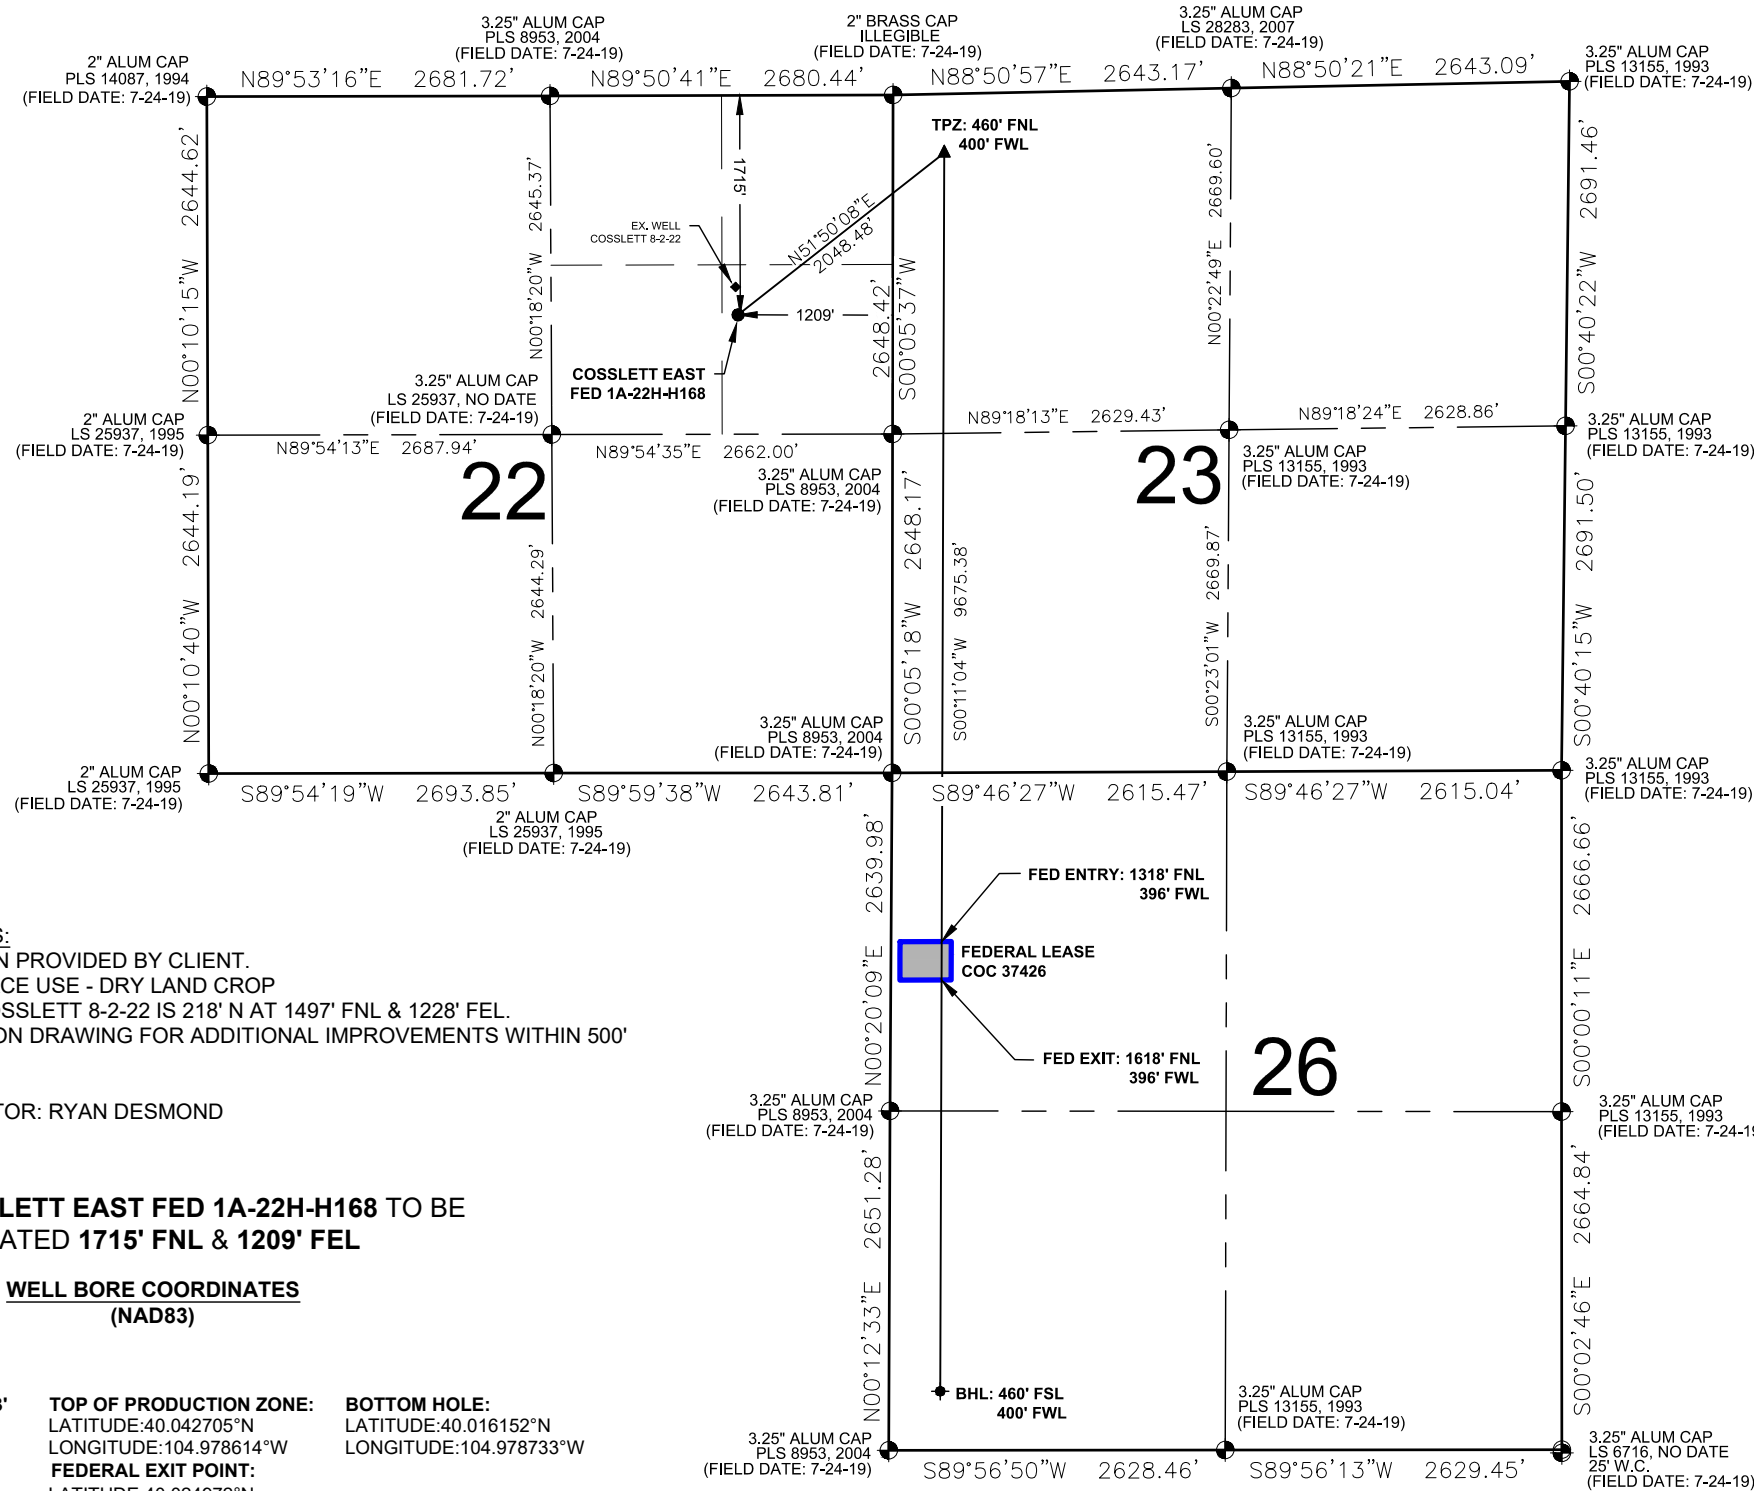 3.25" ALUM CAP
PLS 8953, 2004
(FIELD DATE: 7-24-19)
2" BRASS CAP
ILLEGIBLE
(FIELD DATE: 7-24-19)
3.25" ALUM CAP
LS 28283, 2007
(FIELD DATE: 7-24-19)
2" ALUM CAP
PLS 14087, 1994
(FIELD DATE: 7-24-19)
3.25" ALUM CAP
PLS 13155, 1993
(FIELD DATE: 7-24-19)
N89°53'16"E 2681.72'
N89°50'41"E 2680.44'
N88°50'57"E 2643.17'
N88°50'21"E 2643.09'
TPZ: 460' FNL
400' FWL
N00°10'15"W 2644.62'
N00°18'20"W 2645.37'
1715'
EX. WELL
COSSLETT 8-2-22
N51°50'08"E
2048.48'
1209'
2648.42'
S00°05'37"W
N00°22'49"E 2669.60'
S00°40'22"W 2691.46'
COSSLETT EAST
FED 1A-22H-H168
3.25" ALUM CAP
LS 25937, NO DATE
(FIELD DATE: 7-24-19)
2" ALUM CAP
LS 25937, 1995
(FIELD DATE: 7-24-19)
N89°54'13"E 2687.94'
N89°54'35"E 2662.00'
N89°18'13"E 2629.43'
N89°18'24"E 2628.86'
3.25" ALUM CAP
PLS 13155, 1993
(FIELD DATE: 7-24-19)
3.25" ALUM CAP
PLS 8953, 2004
(FIELD DATE: 7-24-19)
3.25" ALUM CAP
PLS 13155, 1993
(FIELD DATE: 7-24-19)
22
23
N00°10'40"W 2644.19'
N00°18'20"W 2644.29'
S00°05'18"W 2648.17'
S00°11'04"W 9675.38'
S00°23'01"W 2669.87'
S00°40'15"W 2691.50'
3.25" ALUM CAP
PLS 8953, 2004
(FIELD DATE: 7-24-19)
3.25" ALUM CAP
PLS 13155, 1993
(FIELD DATE: 7-24-19)
2" ALUM CAP
LS 25937, 1995
(FIELD DATE: 7-24-19)
3.25" ALUM CAP
PLS 13155, 1993
(FIELD DATE: 7-24-19)
S89°54'19"W 2693.85'
S89°59'38"W 2643.81'
S89°46'27"W 2615.47'
S89°46'27"W 2615.04'
2" ALUM CAP
LS 25937, 1995
(FIELD DATE: 7-24-19)
N00°20'09"E 2639.98'
FED ENTRY: 1318' FNL
396' FWL
FEDERAL LEASE
COC 37426
FED EXIT: 1618' FNL
396' FWL
26
S00°00'11"E 2666.66'
S:
N PROVIDED BY CLIENT.
CE USE - DRY LAND CROP
OSSLETT 8-2-22 IS 218' N AT 1497' FNL & 1228' FEL.
ON DRAWING FOR ADDITIONAL IMPROVEMENTS WITHIN 500'
TOR: RYAN DESMOND
3.25" ALUM CAP
PLS 8953, 2004
(FIELD DATE: 7-24-19)
3.25" ALUM CAP
PLS 13155, 1993
(FIELD DATE: 7-24-19
LETT EAST FED 1A-22H-H168 TO BE
ATED 1715' FNL & 1209' FEL
WELL BORE COORDINATES
(NAD83)
N00°12'33"E 2651.28'
S00°02'46"E 2664.84'
TOP OF PRODUCTION ZONE:
LATITUDE:40.042705°N
LONGITUDE:104.978614°W
FEDERAL EXIT POINT:
BOTTOM HOLE:
LATITUDE:40.016152°N
LONGITUDE:104.978733°W
BHL: 460' FSL
400' FWL
3.25" ALUM CAP
PLS 13155, 1993
(FIELD DATE: 7-24-19)
3.25" ALUM CAP
PLS 8953, 2004
(FIELD DATE: 7-24-19)
3.25" ALUM CAP
LS 6716, NO DATE
25' W.C.
(FIELD DATE: 7-24-19)
S89°56'50"W 2628.46'
S89°56'13"W 2629.45'